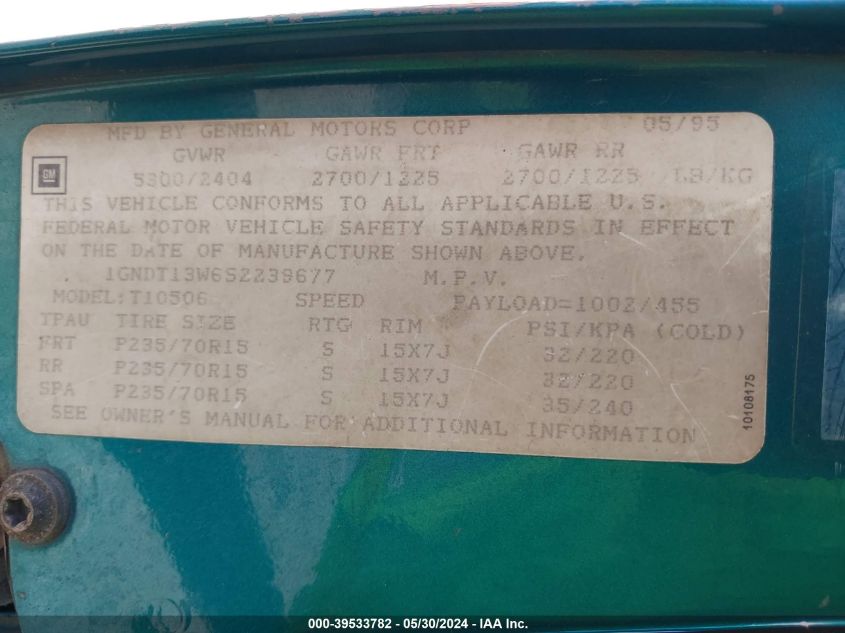 MFD BY GENERAL MOTORS CORP 05/95
GVWR GAWR FRT GAWR RR
GM 5300/2404 2700/1225 2700/1225 LB/KG
THIS VEHICLE CONFORMS TO ALL APPLICABLE U.S.
FEDERAL MOTOR VEHICLE SAFETY STANDARDS IN EFFECT
ON THE DATE OF MANUFACTURE SHOWN ABOVE.
1GNDT13W6S2239677 M.P.V.
MODEL:T10506 SPEED PAYLOAD=1002/455
TPAU TIRE SIZE RTG RIM PSI/KPA (COLD)
FRT P235/70R15 S 15X7J 32/220
RR P235/70R15 S 15X7J 32/220
SPA P235/70R15 S 15X7J 35/240
SEE OWNER'S MANUAL FOR ADDITIONAL INFORMATION
10108175
000-39533782 - 05/30/2024 - IAA Inc.